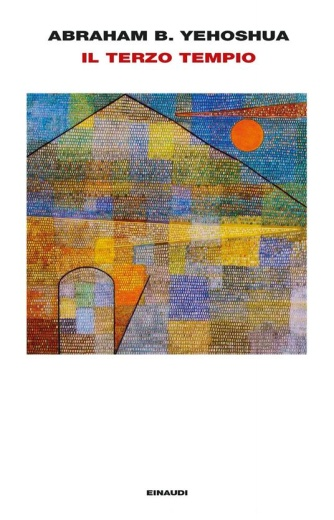 ABRAHAM B. YEHOSHUA
IL TERZO TEMPIO
EINAUDI